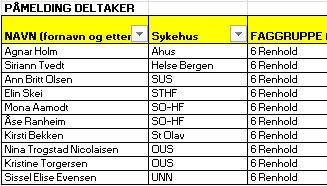 PÅMELDING DELTAKER
NAVN (fornavn og etter Sykehus FAGGRUPPE
Agnar Holm Ahus 6 Renhold
Siriann Tvedt Helse Bergen 6 Renhold
Ann Britt Olsen SUS 6 Renhold
Elin Skei STHF 6 Renhold
Mona Aamodt SO-HF 6 Renhold
Åse Ranheim SO-HF 6 Renhold
Kirsti Bekken St Olav 6 Renhold
Nina Trogstad Nicolaisen OUS 6 Renhold
Kristine Torgersen OUS 6 Renhold
Sissel Elise Evensen UNN 6 Renhold